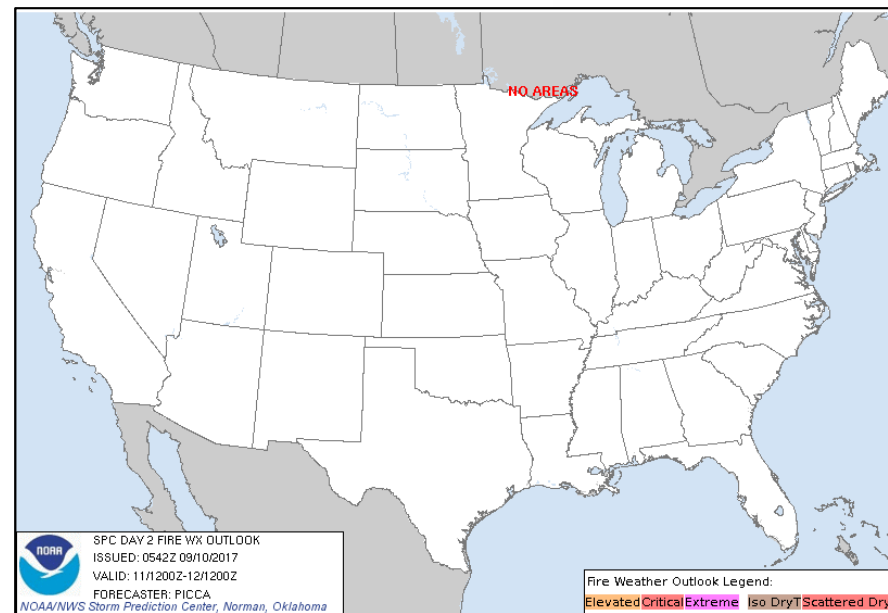 NO AREAS
NOAA
SPC DAY 2 FIRE WX OUTLOOK
ISSUED: 0542Z 09/10/2017
VALID: 11/1200Z-12/1200Z
FORECASTER: PICCA
NOAA/NWS Storm Prediction Center, Norman, Oklahoma
Fire Weather Outlook Legend:
Elevated Critical Extreme Iso DryT Scattered Dry